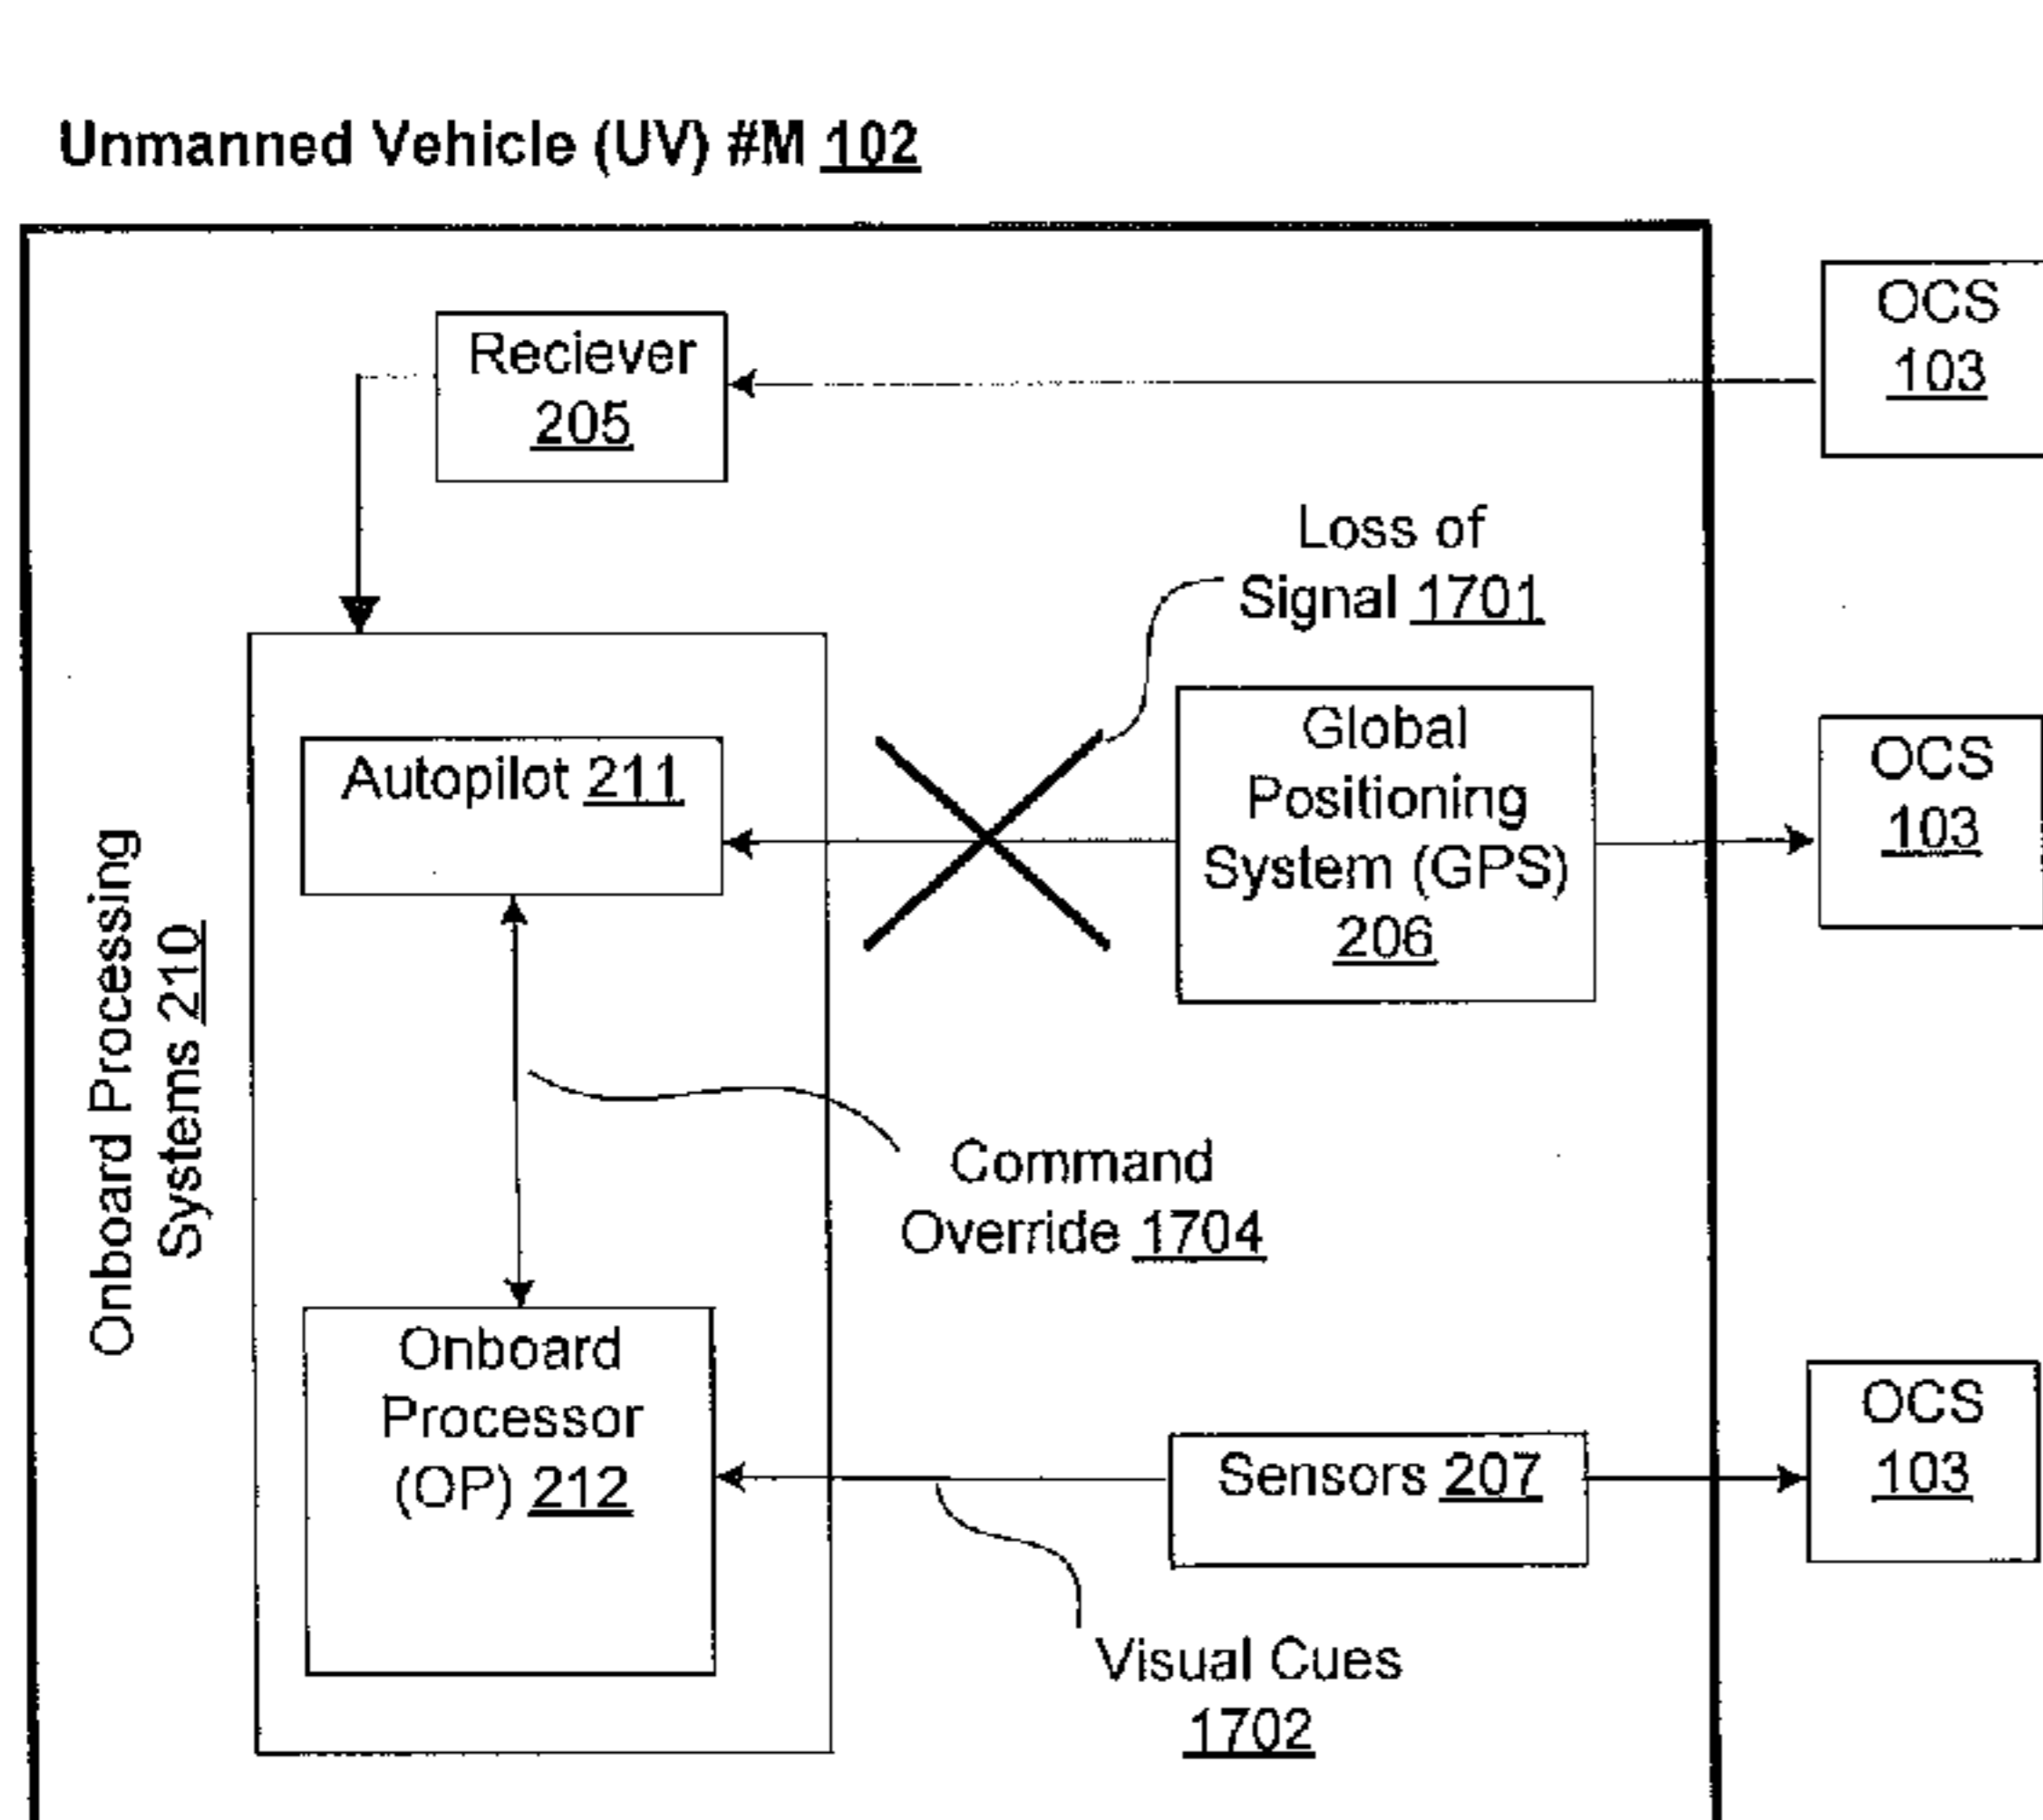 Unmanned Vehicle (UV) #M 102
OCS
103
Reciever
205
Loss of
Signal 1701
Global
Positioning
System (GPS)
206
OCS
103
Autopilot 211
Onboard Processing
Systems 210
Command
Override 1704
Onboard
Processor
(OP) 212
Sensors 207
OCS
103
Visual Cues
1702